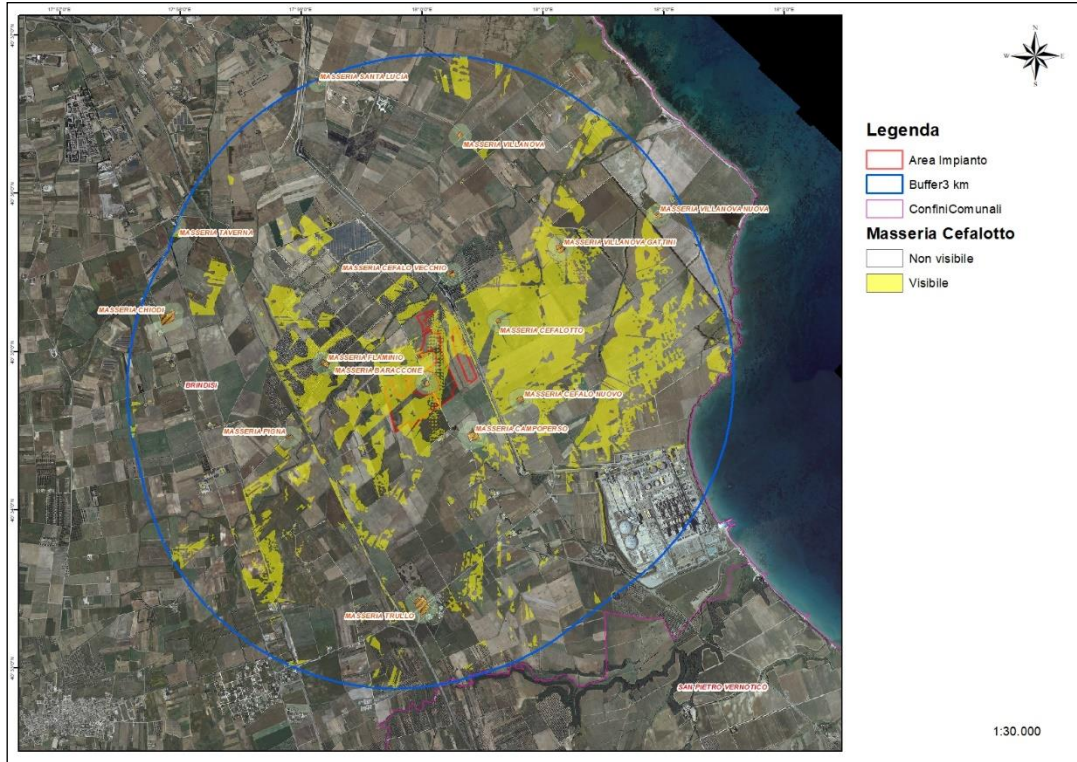 N
W E
S
Legenda
Area Impianto
Buffer3 km
ConfiniComunali
Masseria Cefalotto
Non visibile
Visibile
MASSERIA SANTA LUCIA
MASSERIA VILLANOVA
MASSERIA VILLANOVA NUOVA
MASSERIA TAVERNA
MASSERIA VILLANOVA GATTINI
MASSERIA CEFALO VECCHIO
MASSERIA CHIODI
MASSERIA CEFALOTTO
MASSERIA FLAMINIO
MASSERIA BARACCONE
BRINDISI
MASSERIA CEFALO NUOVO
MASSERIA PIGNA
MASSERIA CAMPOPERSO
MASSERIA TRULLO
SAN PIETRO VERNOTICO
1:30.000